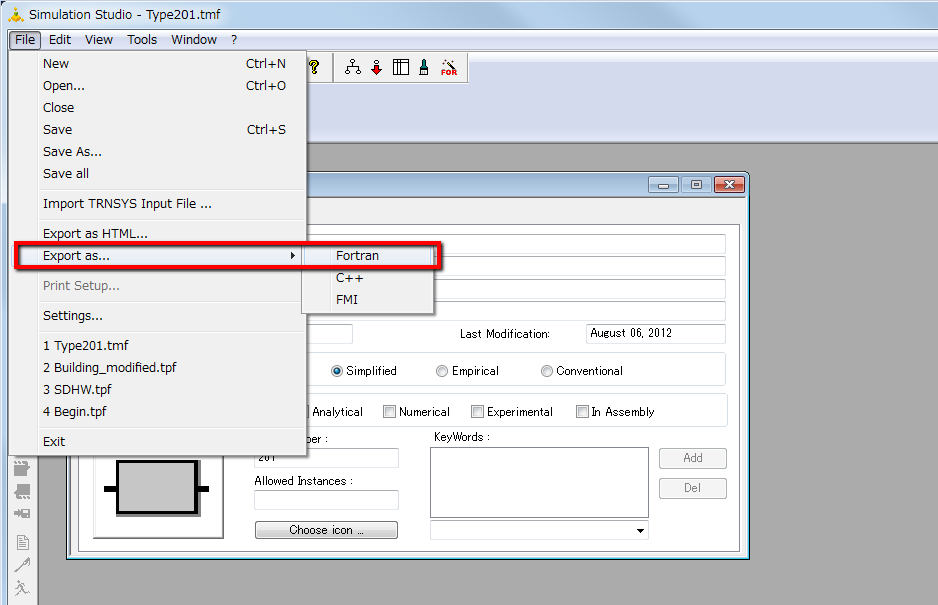 Simulation Studio - Type201.tmf
File Edit View Tools Window ?
New Ctrl+N
Open... Ctrl+O
Close
Save Ctrl+S
Save As...
Save all
Import TRNSYS Input File ...
Export as HTML...
Export as... Fortran
C++
FMI
Print Setup...
Settings...
1 Type201.tmf
2 Building_modified.tpf
3 SDHW.tpf
4 Begin.tpf
Exit
FOR
Last Modification: August 06, 2012
Simplified Empirical Conventional
Analytical Numerical Experimental In Assembly
KeyWords :
201
Allowed Instances :
Choose icon ...
Add
Del